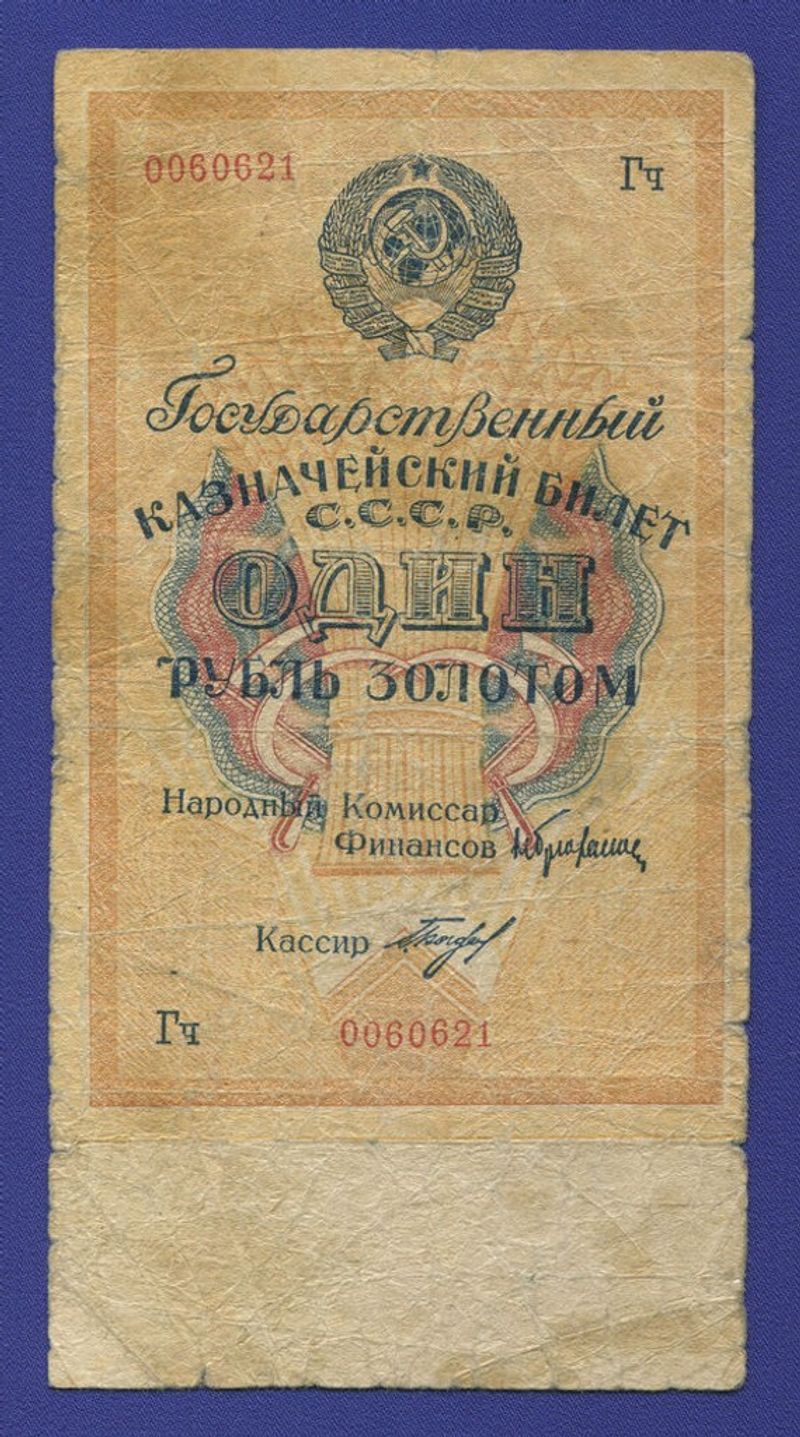 0060621 Гч
Государственный
КАЗНАЧЕЙСКИЙ БИЛЕТ
С.С.С.Р.
ОДИН
РУБЛЬ ЗОЛОТОМ
Народный Комиссар
Финансов
Кассир
Гч 0060621